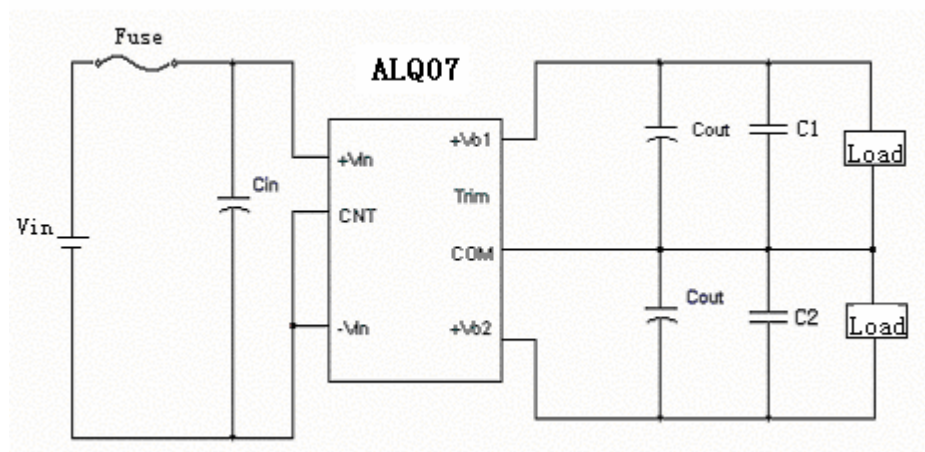 Fuse
ALQ07
+Vo1
Cout
C1
Load
+Vin
Cin
Trim
CNT
Vin
COM
Cout
C2
Load
-Vin
+Vo2